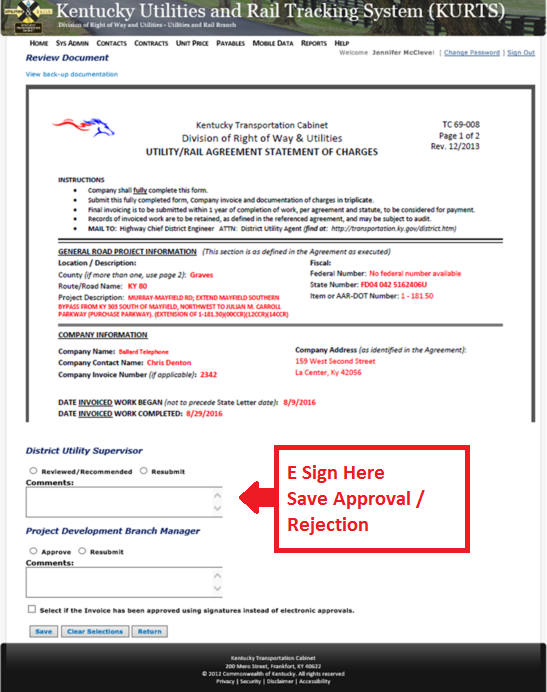 Kentucky Utilities and Rail Tracking System (KURTS)
Division of Right of Way and Utilities - Utilities and Rail Branch
HOME SYS ADMIN CONTACTS CONTRACTS UNIT PRICE PAYABLES MOBILE DATA REPORTS HELP
Welcome Jennifer McCleve! [ Change Password ] [ Sign Out
Review Document
View back-up documentation
Kentucky Transportation Cabinet
Division of Right of Way & Utilities
UTILITY/RAIL AGREEMENT STATEMENT OF CHARGES
TC 69-008
Page 1 of 2
Rev. 12/2013
INSTRUCTIONS
• Company shall fully complete this form.
• Submit this fully completed form, Company invoice and documentation of charges in triplicate.
• Final invoicing is to be submitted within 1 year of completion of work, per agreement and statute, to be considered for payment.
• Records of invoiced work are to be retained, as defined in the referenced agreement, and may be subject to audit.
• MAIL TO: Highway Chief District Engineer ATTN: District Utility Agent (find at: http://transportation.ky.gov/district.htm)
GENERAL ROAD PROJECT INFORMATION (This section is as defined in the Agreement as executed)
Location / Description:
County (if more than one, use page 2): Graves
Route/Road Name: KY 80
Project Description: MURRAY-MAYFIELD RD; EXTEND MAYFIELD SOUTHERN
BYPASS FROM KY 303 SOUTH OF MAYFIELD, NORTHWEST TO JULIAN M. CARROLL
PARKWAY (PURCHASE PARKWAY). (EXTENSION OF 1-181.30)(00CCR)(12CCR)(14CCR)
Fiscal:
Federal Number: No federal number available
State Number: FD04 042 5162406U
Item or AAR-DOT Number: 1 - 181.50
COMPANY INFORMATION
Company Name: Ballard Telephone
Company Contact Name: Chris Denton
Company Invoice Number (if applicable): 2342
Company Address (as identified in the Agreement):
159 West Second Street
La Center, Ky 42056
DATE INVOICED WORK BEGAN (not to precede State Letter date): 8/9/2016
DATE INVOICED WORK COMPLETED: 8/29/2016
District Utility Supervisor
Reviewed/Recommended Resubmit
Comments:
E Sign Here
Save Approval /
Rejection
Project Development Branch Manager
Approve Resubmit
Comments:
Select if the Invoice has been approved using signatures instead of electronic approvals.
Save Clear Selections Return
Kentucky Transportation Cabinet
200 Mero Street, Frankfort, KY 40622
© 2012 Commonwealth of Kentucky. All rights reserved
Privacy | Security | Disclaimer | Accessibility